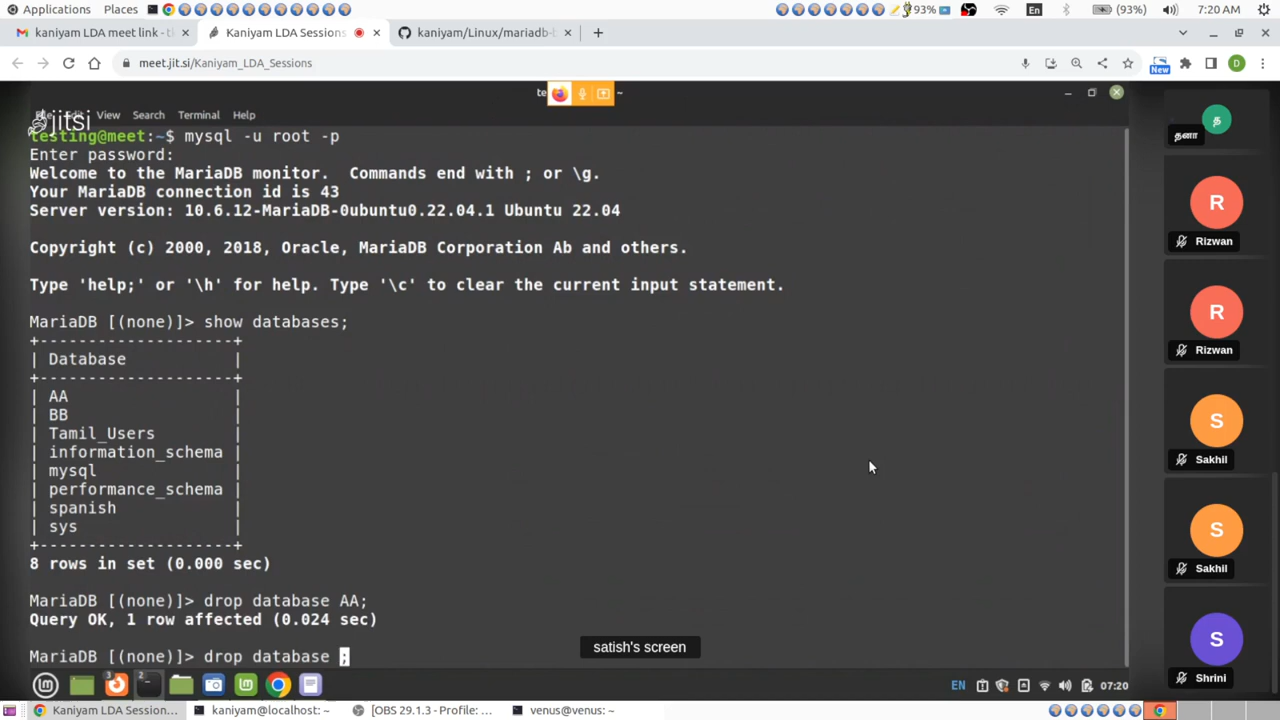 Applications Places 93% En (93%) 7:20 AM
kaniyam LDA meet link - t Kaniyam LDA Sessions kaniyam/Linux/mariadb-
meet.jit.si/Kaniyam_LDA_Sessions New D
te ~
jitsi View Search Terminal Help
testing@meet:~$ mysql -u root -p
Enter password:
Welcome to the MariaDB monitor. Commands end with ; or \g.
Your MariaDB connection id is 43
Server version: 10.6.12-MariaDB-0ubuntu0.22.04.1 Ubuntu 22.04
Copyright (c) 2000, 2018, Oracle, MariaDB Corporation Ab and others.
Type 'help;' or '\h' for help. Type '\c' to clear the current input statement.
MariaDB [(none)]> show databases;
+--------------------+
| Database |
+--------------------+
| AA |
| BB |
| Tamil_Users |
| information_schema |
| mysql |
| performance_schema |
| spanish |
| sys |
+--------------------+
8 rows in set (0.000 sec)
MariaDB [(none)]> drop database AA;
Query OK, 1 row affected (0.024 sec)
MariaDB [(none)]> drop database ;
satish's screen
த
தனா
R
Rizwan
R
Rizwan
S
Sakhil
S
Sakhil
S
Shrini
3 EN 07:20
Kaniyam LDA Session... kaniyam@localhost: ~ [OBS 29.1.3 - Profile: ... venus@venus: ~